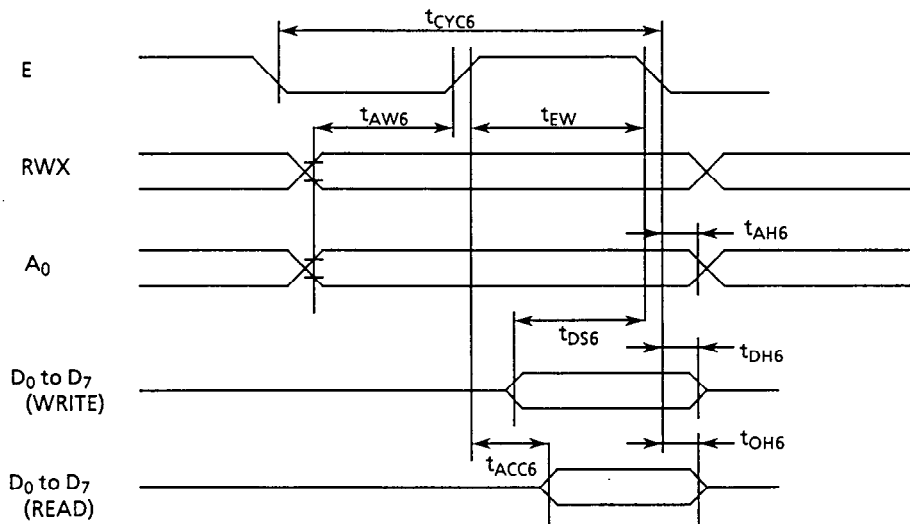 tCYC6
E
tAW6
tEW
RWX
tAH6
A0
tDS6
tDH6
D0 to D7
(WRITE)
tOH6
tACC6
D0 to D7
(READ)